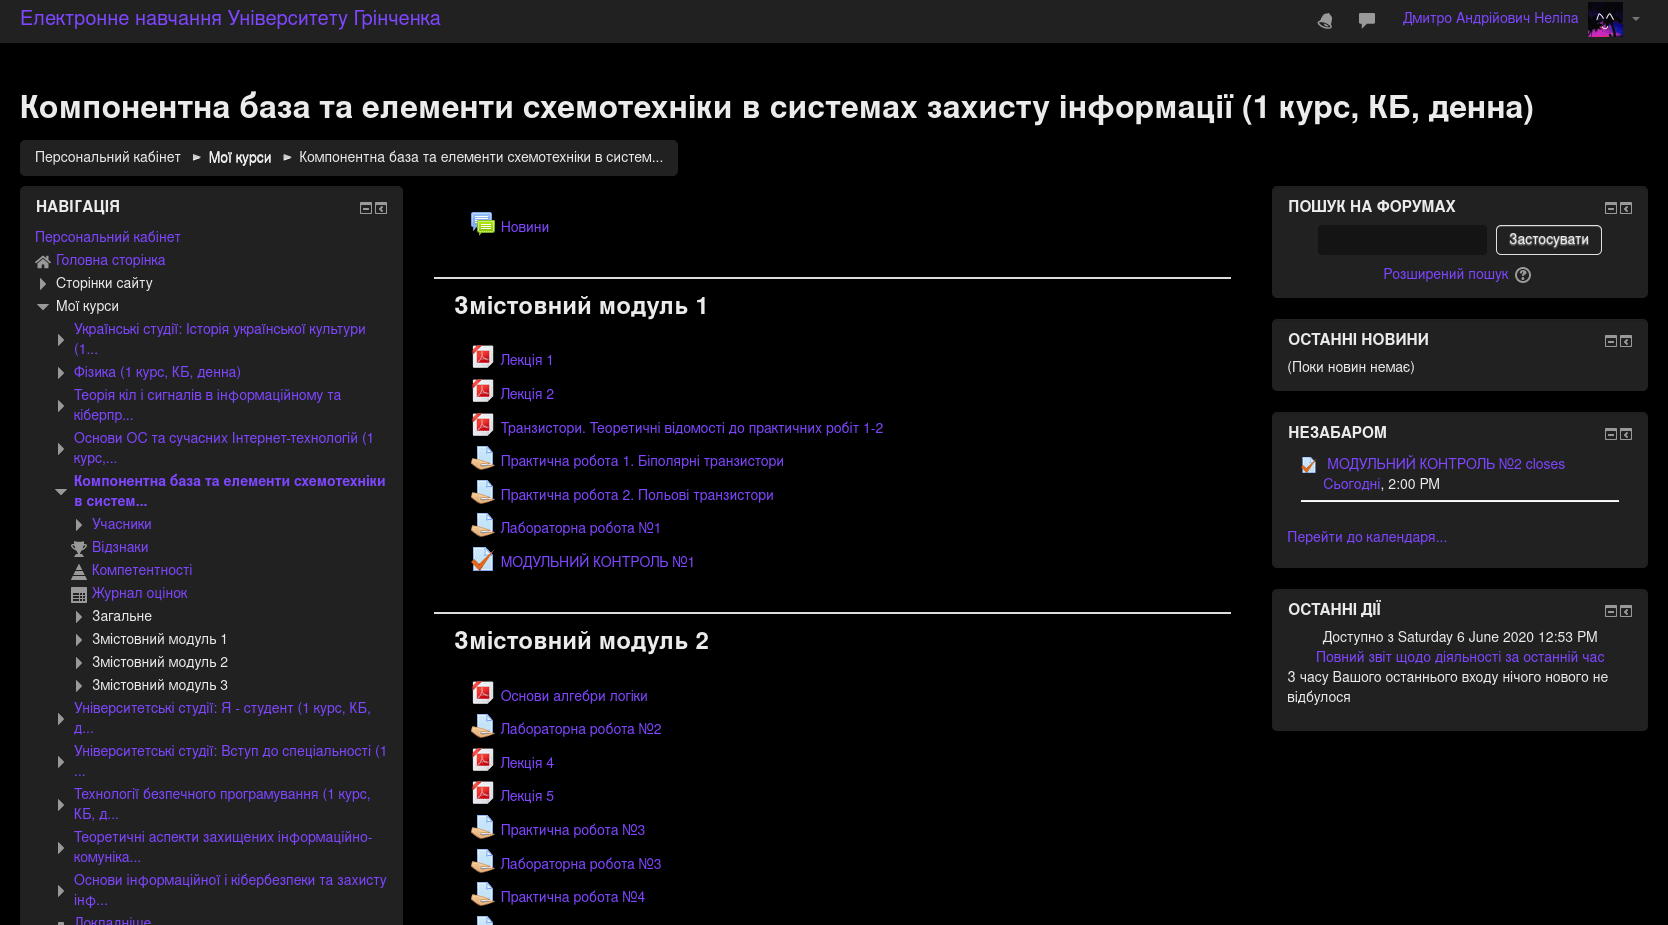 Електронне навчання Університету Грінченка
Дмитро Андрійович Неліпа
Компонентна база та елементи схемотехніки в системах захисту інформації (1 курс, КБ, денна)
Персональний кабінет ► Мої курси ► Компонентна база та елементи схемотехніки в систем...
НАВІГАЦІЯ
Персональний кабінет
Головна сторінка
Сторінки сайту
Мої курси
Українські студії: Історія української культури
(1...
Фізика (1 курс, КБ, денна)
Теорія кіл і сигналів в інформаційному та
кіберпр...
Основи ОС та сучасних Інтернет-технологій (1
курс,...
Компонентна база та елементи схемотехніки
в систем...
Учасники
Відзнаки
Компетентності
Журнал оцінок
Загальне
Змістовний модуль 1
Змістовний модуль 2
Змістовний модуль 3
Університетські студії: Я - студент (1 курс, КБ,
д...
Університетські студії: Вступ до спеціальності (1
...
Технології безпечного програмування (1 курс,
КБ, д...
Теоретичні аспекти захищених інформаційно-
комуніка...
Основи інформаційної і кібербезпеки та захисту
інф...
Докладніше
Новини
Змістовний модуль 1
Лекція 1
Лекція 2
Транзистори. Теоретичні відомості до практичних робіт 1-2
Практична робота 1. Біполярні транзистори
Практична робота 2. Польові транзистори
Лабораторна робота №1
МОДУЛЬНИЙ КОНТРОЛЬ №1
Змістовний модуль 2
Основи алгебри логіки
Лабораторна робота №2
Лекція 4
Лекція 5
Практична робота №3
Лабораторна робота №3
Практична робота №4
ПОШУК НА ФОРУМАХ
Застосувати
Розширений пошук
ОСТАННІ НОВИНИ
(Поки новин немає)
НЕЗАБАРОМ
МОДУЛЬНИЙ КОНТРОЛЬ №2 closes
Сьогодні, 2:00 PM
Перейти до календаря...
ОСТАННІ ДІЇ
Доступно з Saturday 6 June 2020 12:53 PM
Повний звіт щодо діяльності за останній час
З часу Вашого останнього входу нічого нового не
відбулося